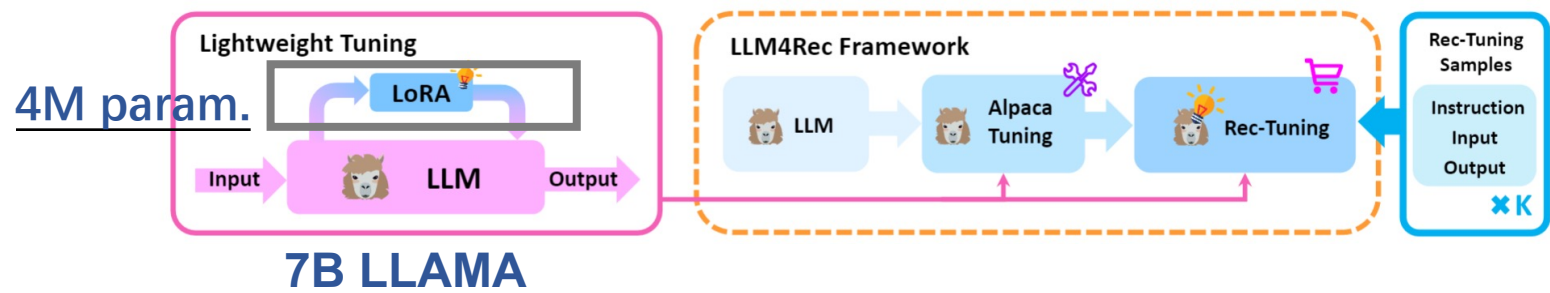 Lightweight Tuning
LoRA
4M param.
Input
LLM
Output
7B LLAMA
LLM4Rec Framework
LLM
Alpaca
Tuning
Rec-Tuning
Rec-Tuning
Samples
Instruction
Input
Output
✖K